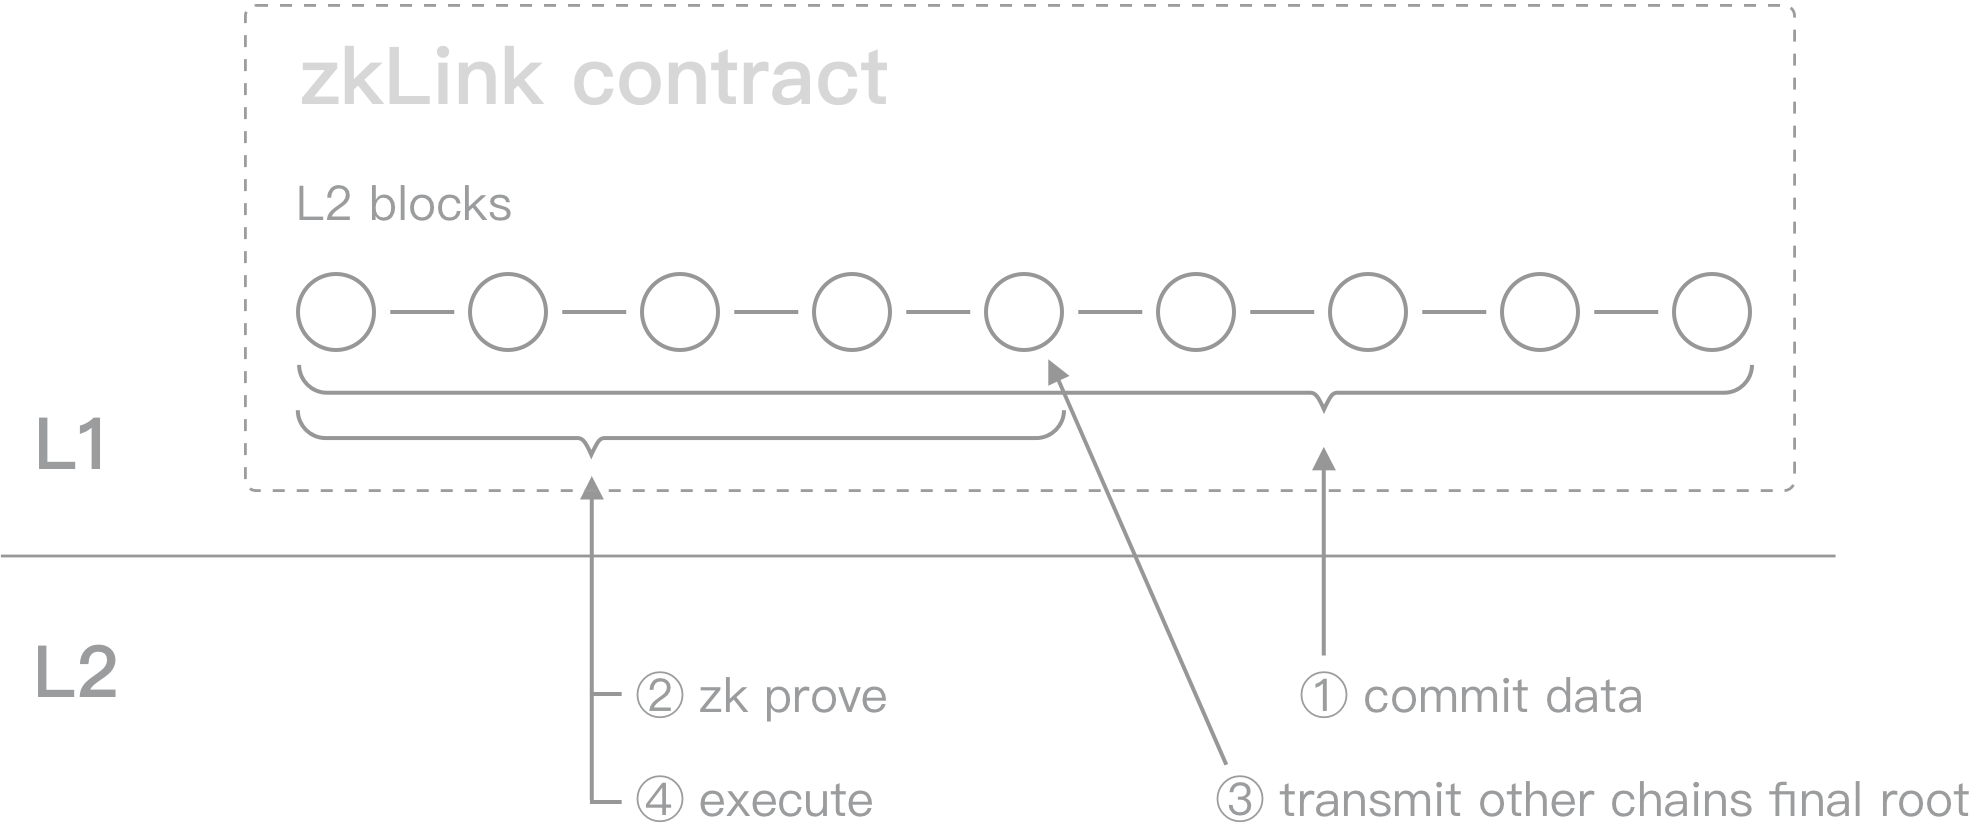 zkLink contract
L2 blocks
L1
L2
② zk prove
① commit data
④ execute
③ transmit other chains final root